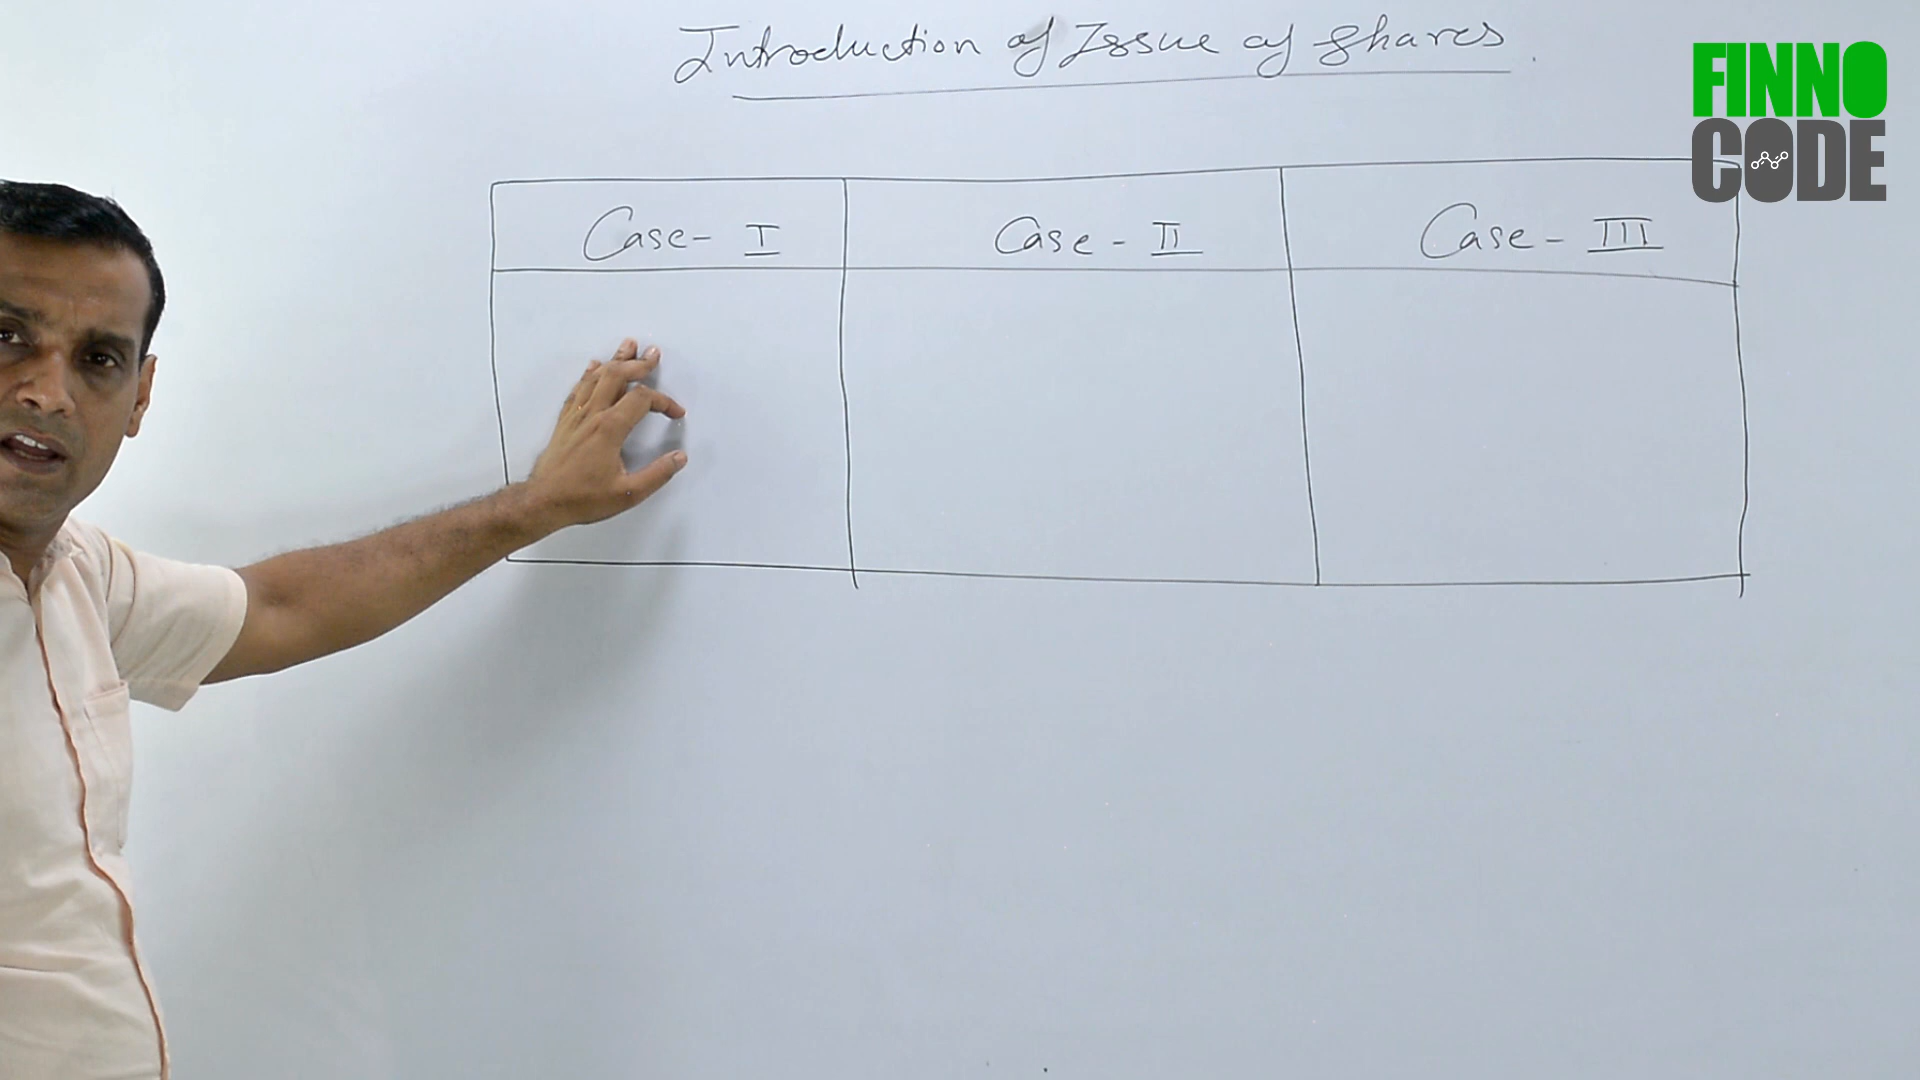 Introduction of Issue of Shares.
Case - I
Case - II
Case - III
FINNO
CODE